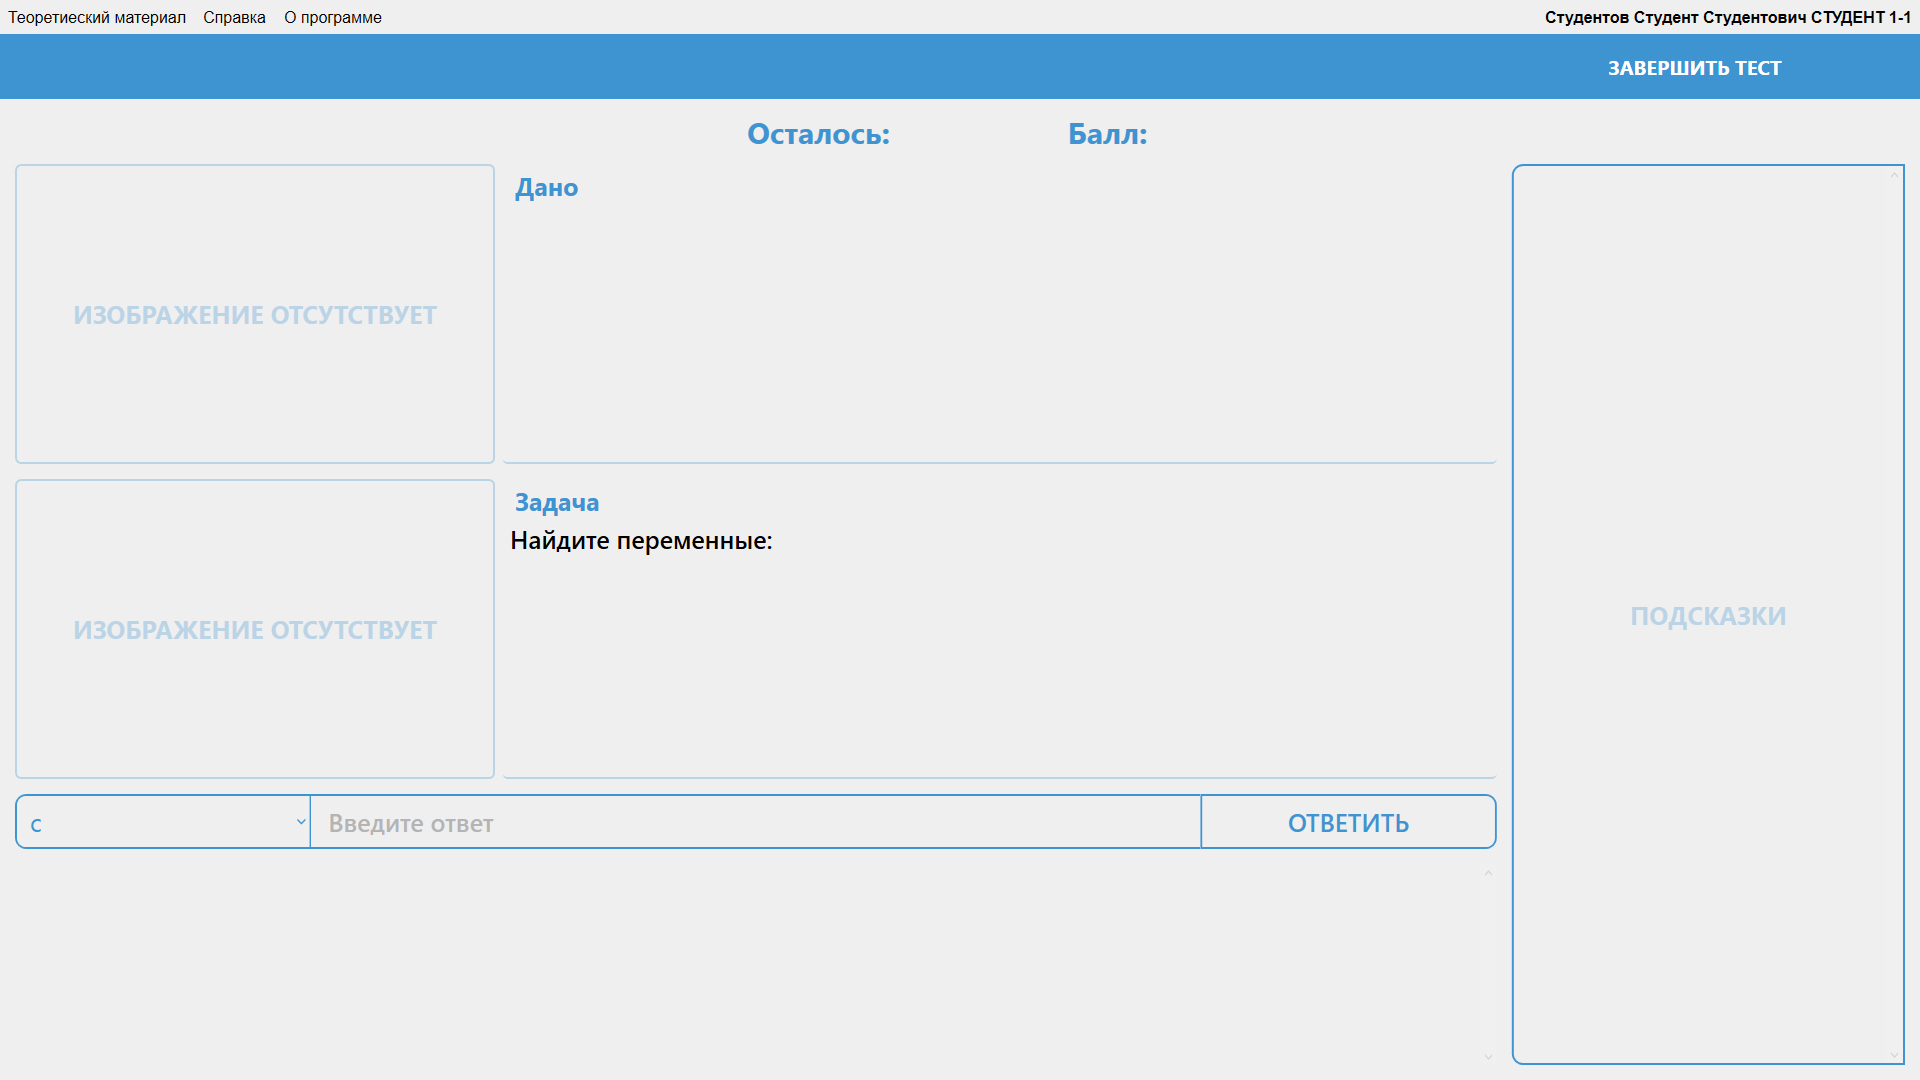 Теоретиеский материал Справка О программе Студентов Студент Студентович СТУДЕНТ 1-1
ЗАВЕРШИТЬ ТЕСТ
Осталось: Балл:
ИЗОБРАЖЕНИЕ ОТСУТСТВУЕТ
Дано
ИЗОБРАЖЕНИЕ ОТСУТСТВУЕТ
Задача
Найдите переменные:
ПОДСКАЗКИ
c Введите ответ ОТВЕТИТЬ